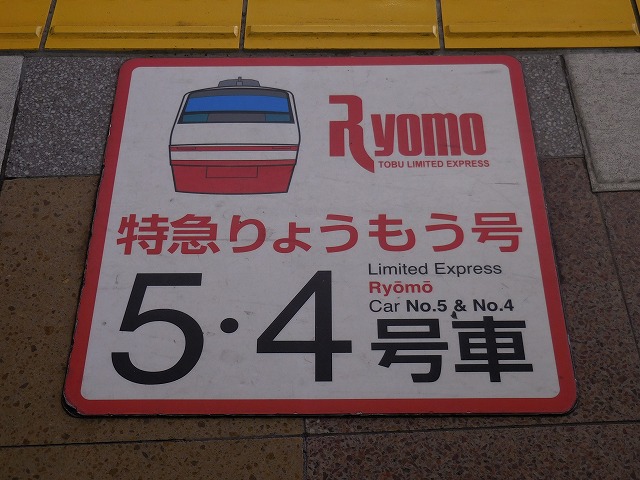 Ryomo
TOBU LIMITED EXPRESS
特急りょうもう号
Limited Express
Ryōmō
Car No.5 & No.4
5・4号車